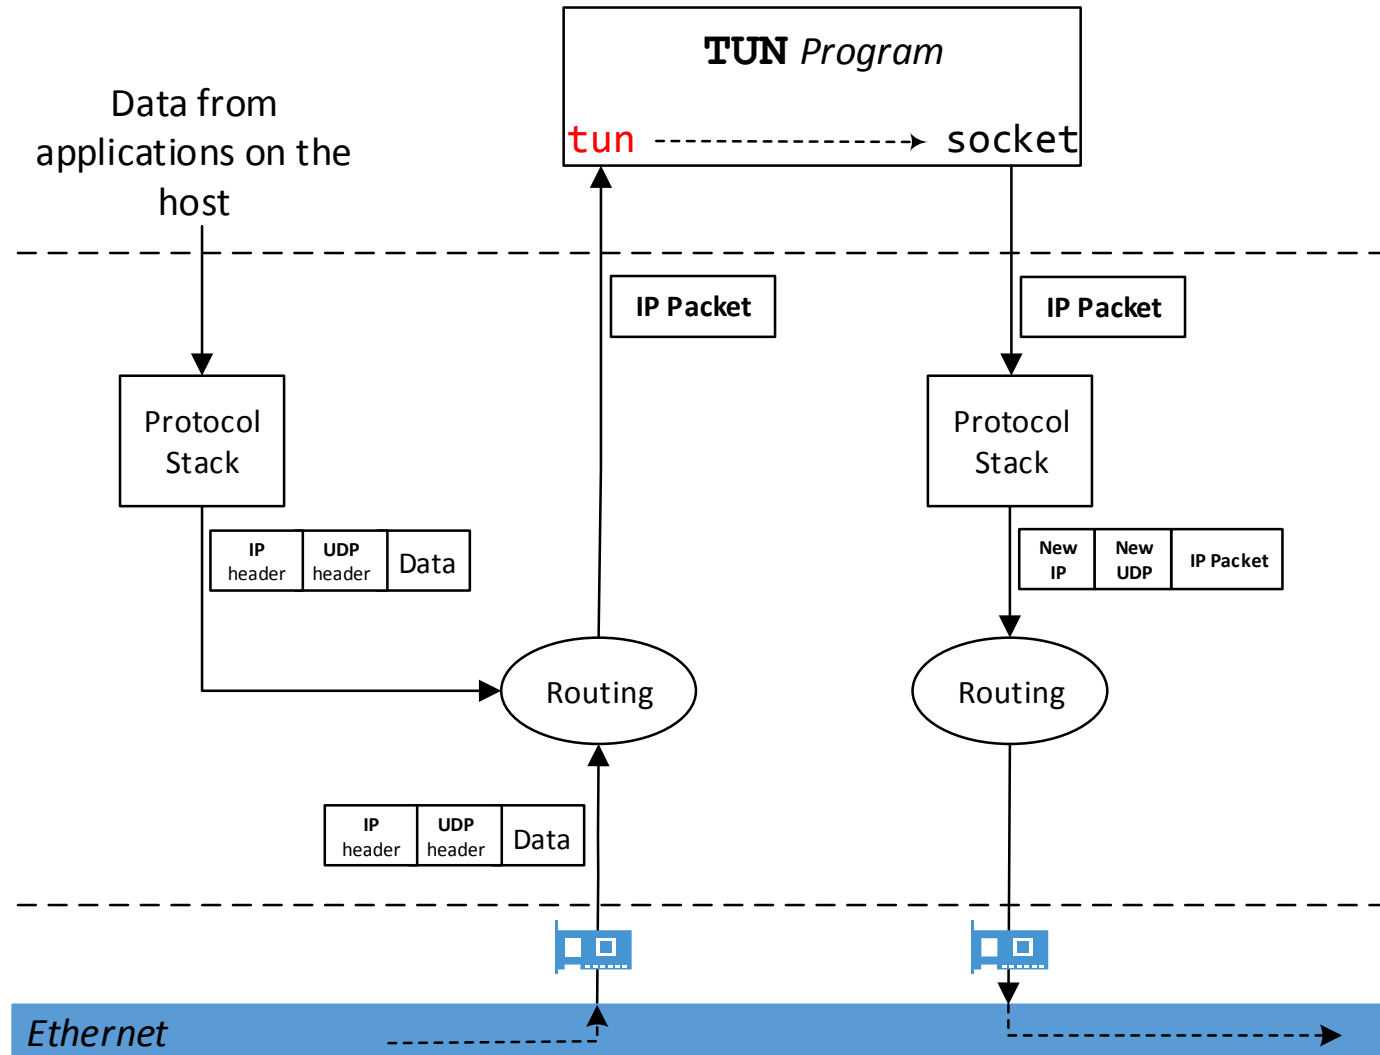 TUN Program
tun
socket
Data from
applications on the
host
IP Packet
IP Packet
Protocol
Stack
Protocol
Stack
IP
header
UDP
header
Data
New
IP
New
UDP
IP Packet
Routing
Routing
IP
header
UDP
header
Data
Ethernet